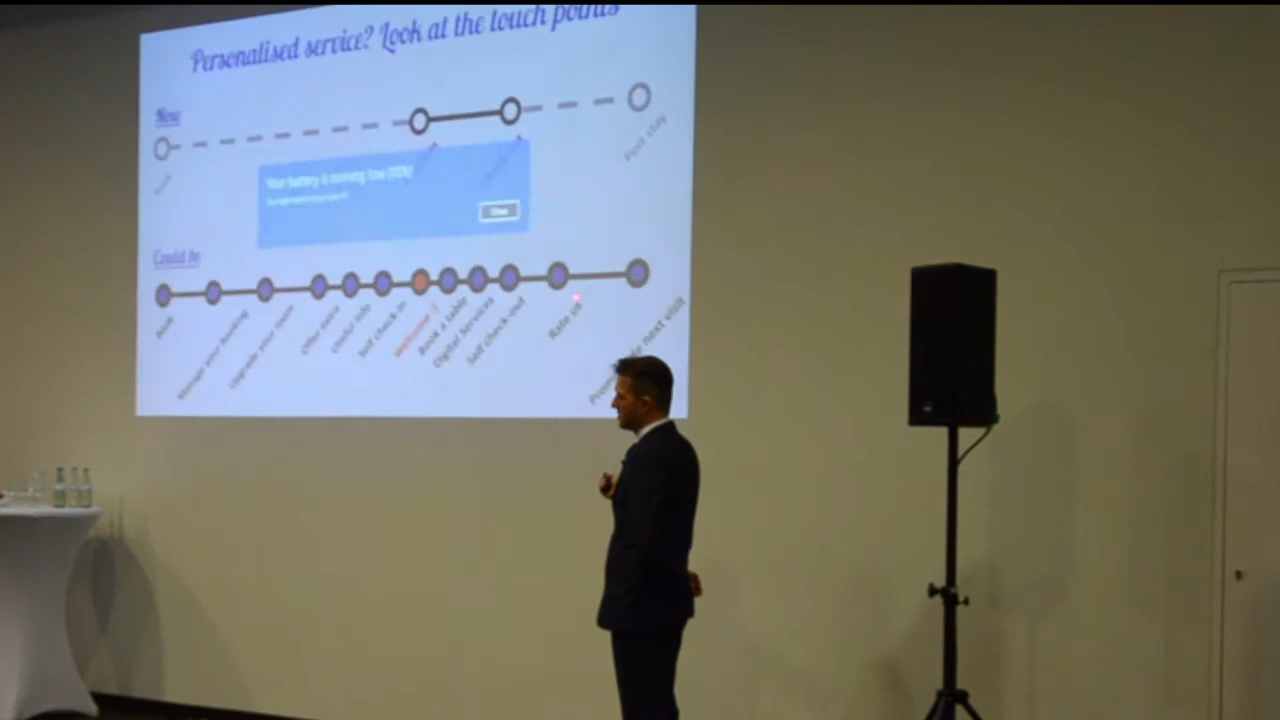 Personalised service? Look at the touch points
Now
Post stay
Your battery is running low (10%)
Close
Could be
Book
Manage your booking
Upgrade your room
Offer extra
Useful info
Self check-in
Welcome :)
Book a table
Digital Services
Self check-out
Rate us
next visit